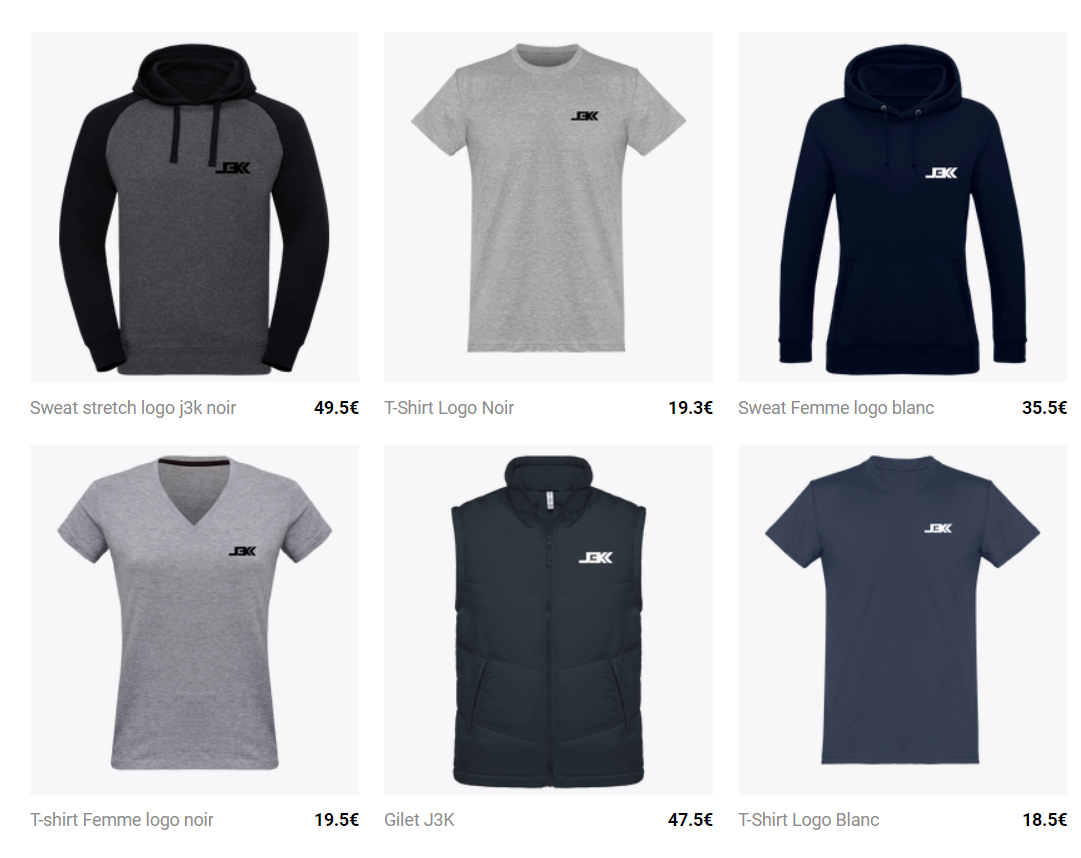 J3K
J3K
J3K
Sweat stretch logo j3k noir 49.5€
T-Shirt Logo Noir 19.3€
Sweat Femme logo blanc 35.5€
J3K
J3K
J3K
T-shirt Femme logo noir 19.5€
Gilet J3K 47.5€
T-Shirt Logo Blanc 18.5€